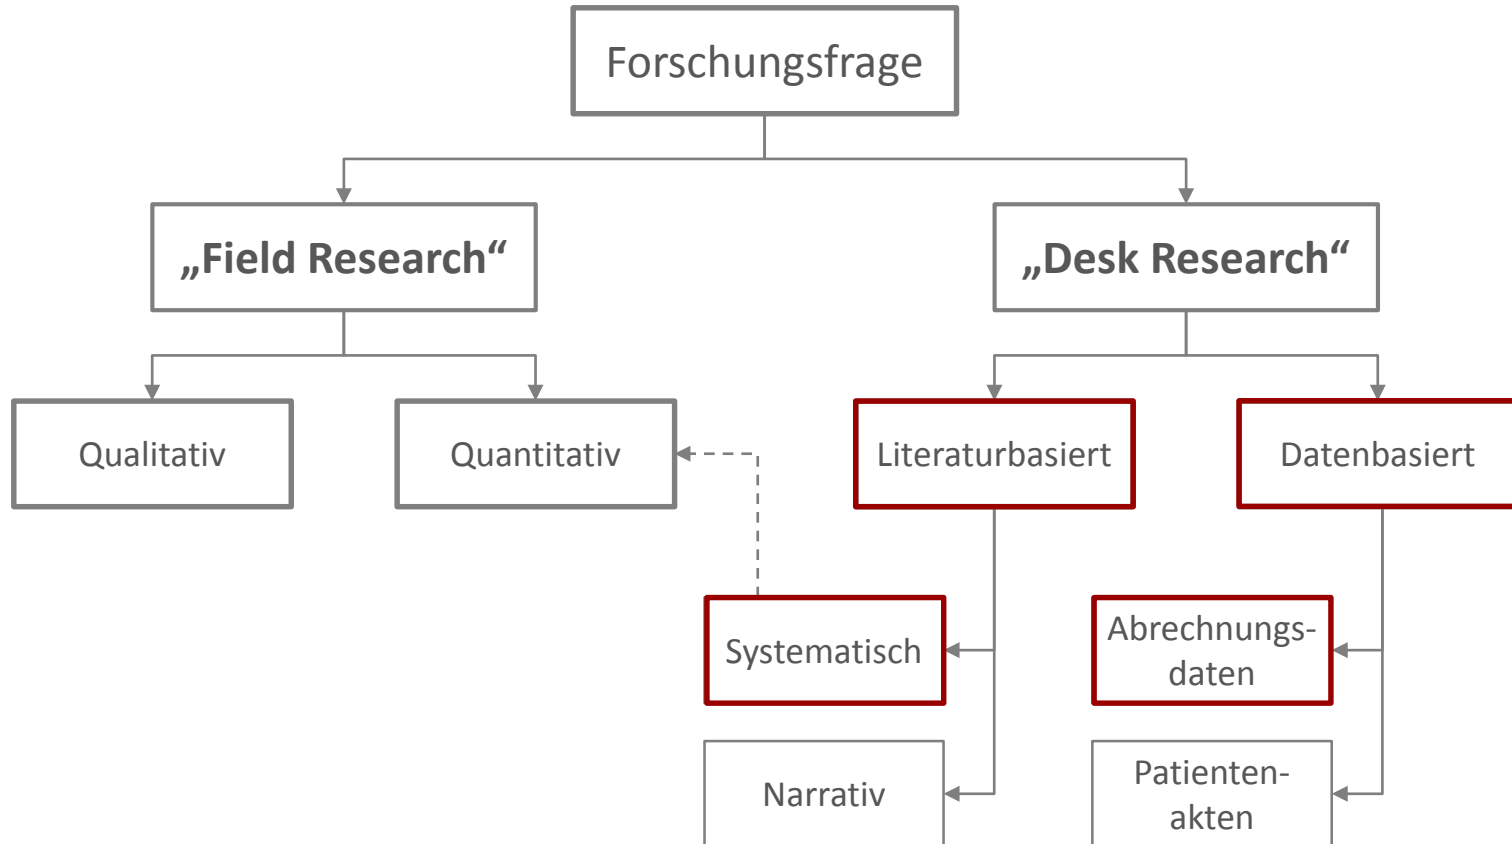 Forschungsfrage
„Field Research“
„Desk Research“
Qualitativ
Quantitativ
Literaturbasiert
Datenbasiert
Systematisch
Abrechnungs-
daten
Narrativ
Patienten-
akten